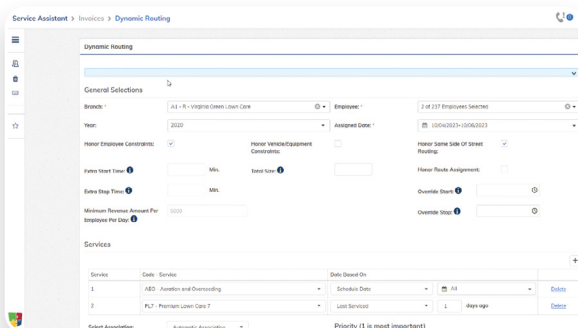 Service Assistant > Invoices > Dynamic Routing
Dynamic Routing
General Selections
Branch: * A1 - R - Virginia Green Lawn Care Employee: * 2 of 237 Employees Selected
Year: 2020 Assigned Date: * 10/04/2023-10/06/2023
Honor Employee Constraints: Honor Vehicle/Equipment Constraints: Honor Same Side Of Street Routing:
Extra Start Time: Min. Total Size: Honor Route Assignment:
Extra Stop Time: Min. Override Start:
Minimum Revenue Amount Per Employee Per Day: Override Stop:
Services
Service Code - Service Date Based On
1 AEO - Aeration and Overseeding Schedule Date All Delete
2 PL7 - Premium Lawn Care 7 Last Serviced 1 days ago Delete
Select Association: Automatic Association Priority (1 is most important)